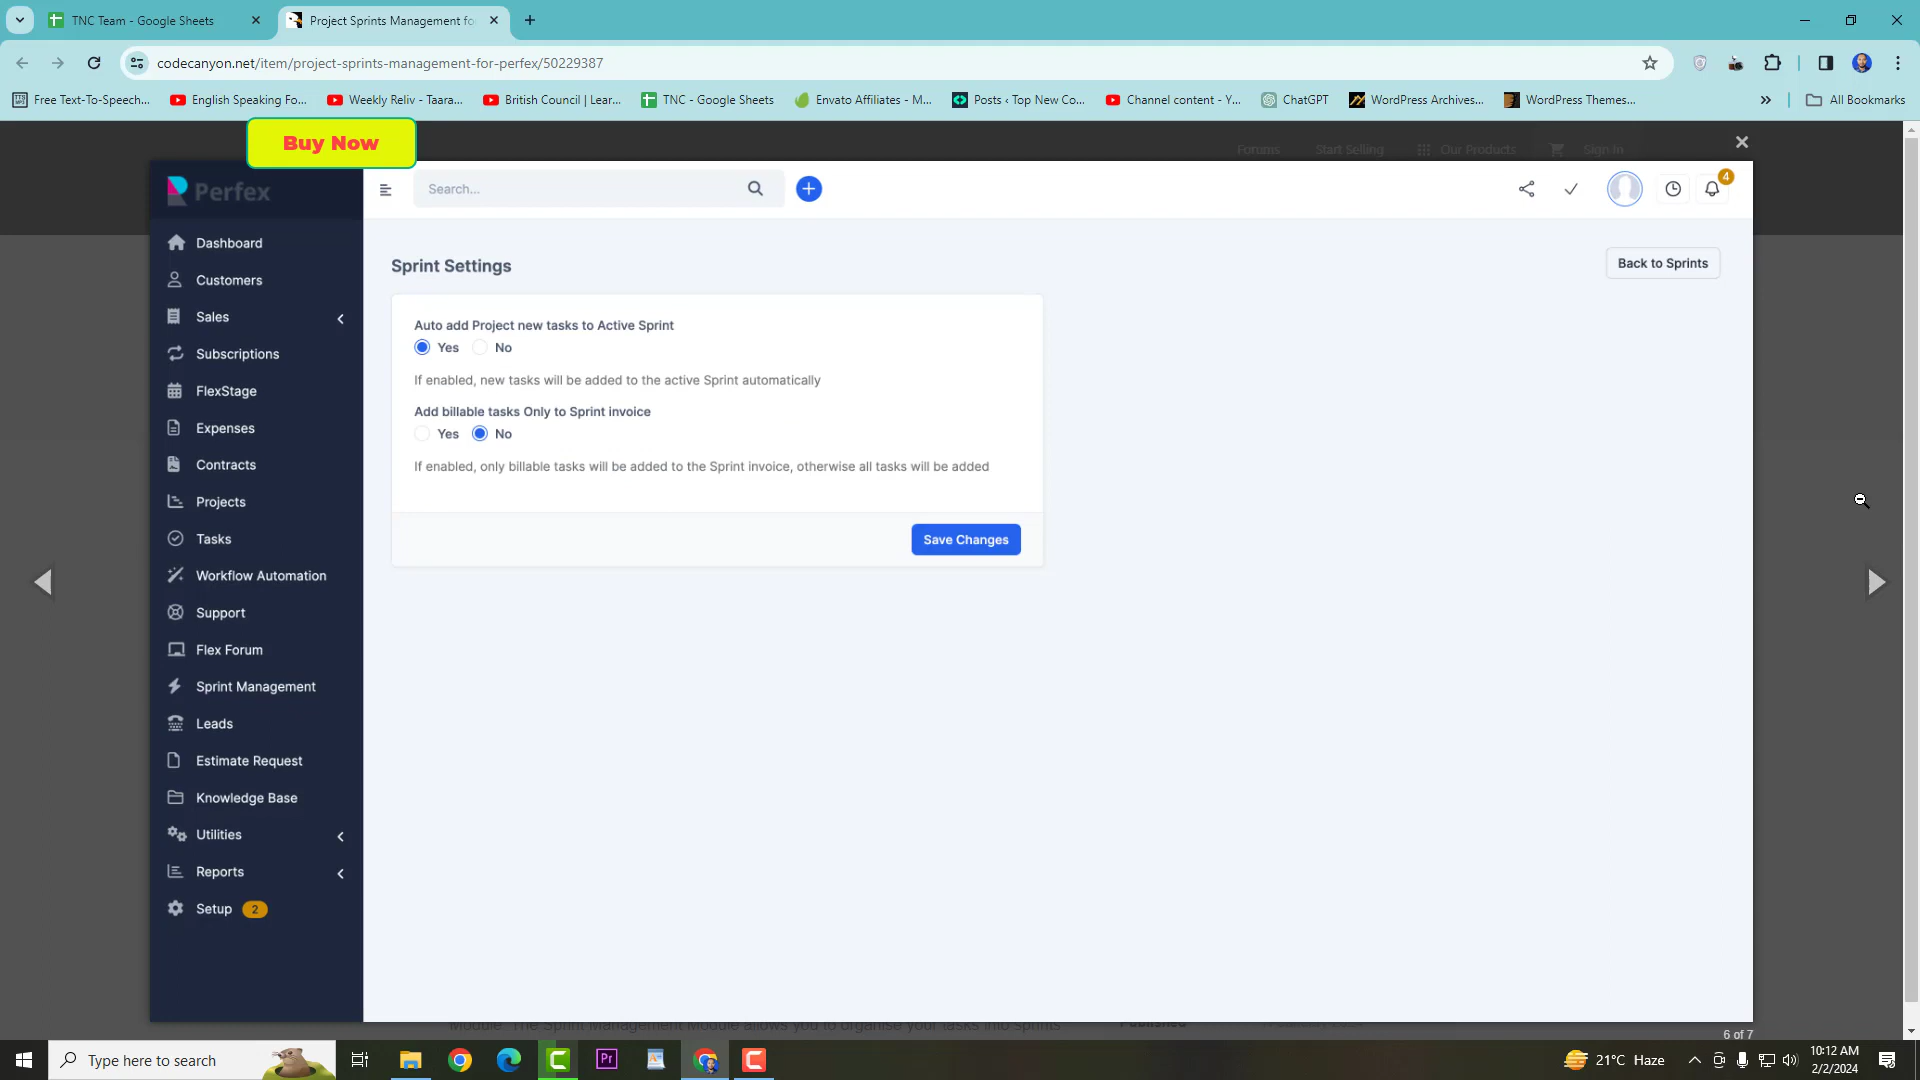 TNC Team - Google Sheets
Project Sprints Management fo
codecanyon.net/item/project-sprints-management-for-perfex/50229387
Free Text-To-Speech...
English Speaking Fo...
Weekly Reliv - Taara...
British Council | Lear...
TNC - Google Sheets
Envato Affiliates - M...
Posts ‹ Top New Co...
Channel content - Y...
ChatGPT
WordPress Archives...
WordPress Themes...
»
All Bookmarks
Buy Now
Forums
Start Selling
Our Products
Sign In
Perfex
Search...
4
Dashboard
Customers
Sales
Subscriptions
FlexStage
Expenses
Contracts
Projects
Tasks
Workflow Automation
Support
Flex Forum
Sprint Management
Leads
Estimate Request
Knowledge Base
Utilities
Reports
Setup 2
Sprint Settings
Back to Sprints
Auto add Project new tasks to Active Sprint
Yes No
If enabled, new tasks will be added to the active Sprint automatically
Add billable tasks Only to Sprint invoice
Yes No
If enabled, only billable tasks will be added to the Sprint invoice, otherwise all tasks will be added
Save Changes
Module. The Sprint Management Module allows you to organise your tasks into sprints
Published
6 of 7
Type here to search
Pr
21°C Haze
10:12 AM
2/2/2024